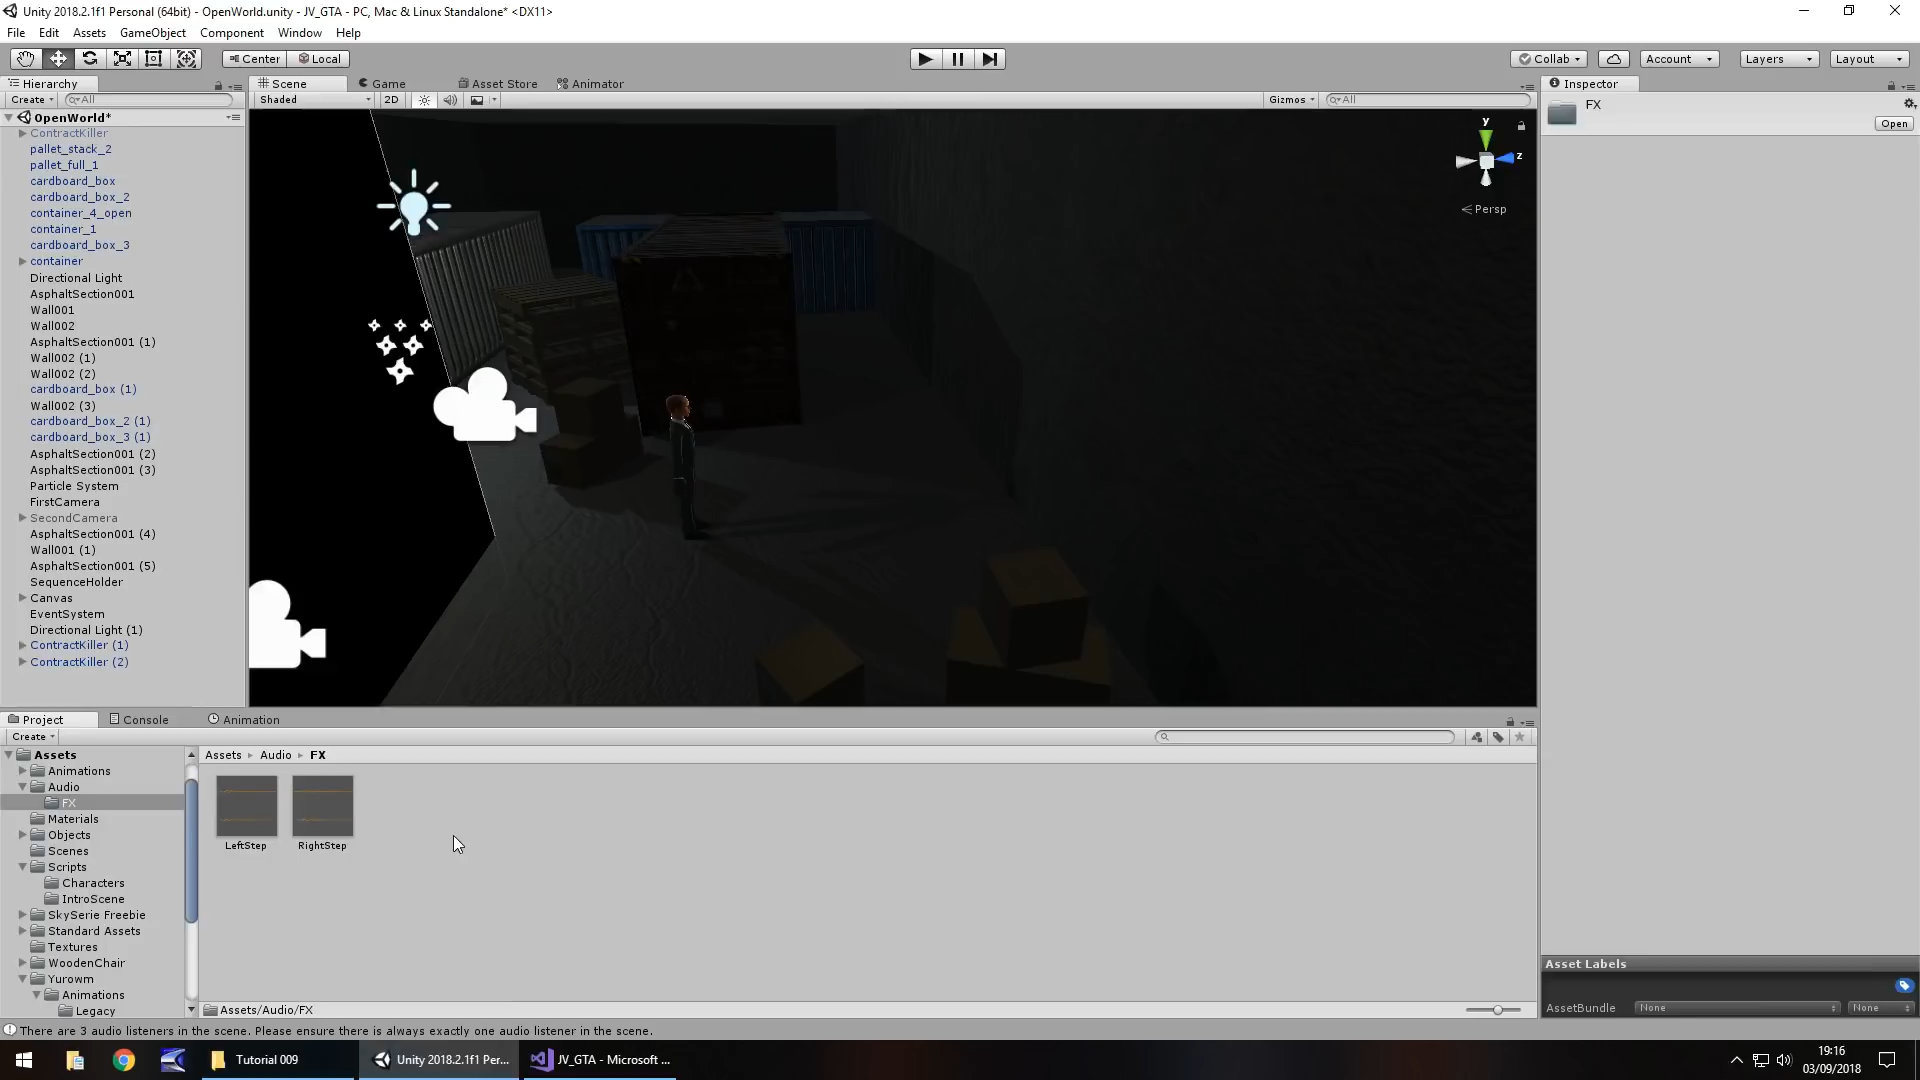 Unity 2018.2.1f1 Personal (64bit) - OpenWorld.unity - JV_GTA - PC, Mac & Linux Standalone* <DX11>
File Edit Assets GameObject Component Window Help
Center Local Collab Account Layers Layout
Hierarchy Scene Game Asset Store Animator Inspector
Create All Shaded 2D Gizmos All
FX
Open
OpenWorld*
ContractKiller
pallet_stack_2
pallet_full_1
cardboard_box
cardboard_box_2
container_4_open
container_1
cardboard_box_3
container
Directional Light
AsphaltSection001
Wall001
Wall002
AsphaltSection001 (1)
Wall002 (1)
Wall002 (2)
cardboard_box (1)
Wall002 (3)
cardboard_box_2 (1)
cardboard_box_3 (1)
AsphaltSection001 (2)
AsphaltSection001 (3)
Particle System
FirstCamera
SecondCamera
AsphaltSection001 (4)
Wall001 (1)
AsphaltSection001 (5)
SequenceHolder
Canvas
EventSystem
Directional Light (1)
ContractKiller (1)
ContractKiller (2)
y
z
Persp
Project Console Animation
Create
Assets
Animations
Audio
FX
Materials
Objects
Scenes
Scripts
Characters
IntroScene
SkySerie Freebie
Standard Assets
Textures
WoodenChair
Yurowm
Animations
Legacy
Assets Audio FX
LeftStep RightStep
Assets/Audio/FX
Asset Labels
AssetBundle None None
There are 3 audio listeners in the scene. Please ensure there is always exactly one audio listener in the scene.
Tutorial 009 Unity 2018.2.1f1 Per... JV_GTA - Microsoft ...
19:16
03/09/2018